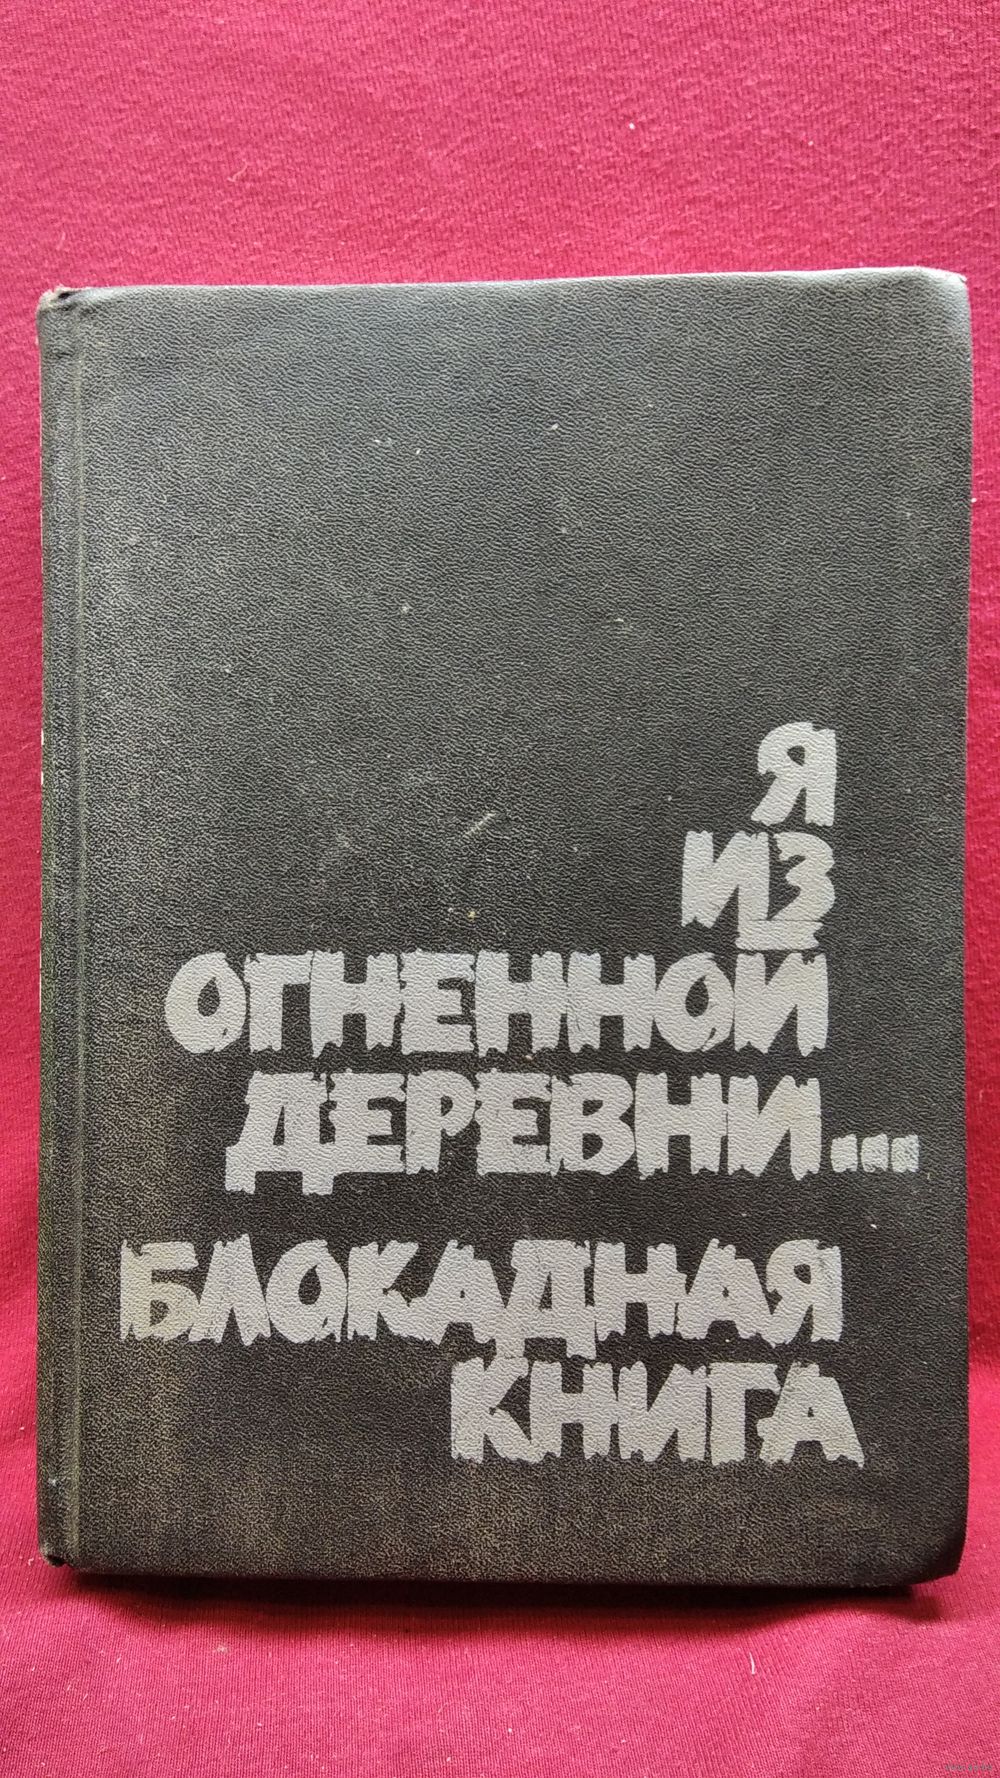 Я
ИЗ
ОГНЕННОЙ
ДЕРЕВНИ...
БЛОКАДНАЯ
КНИГА